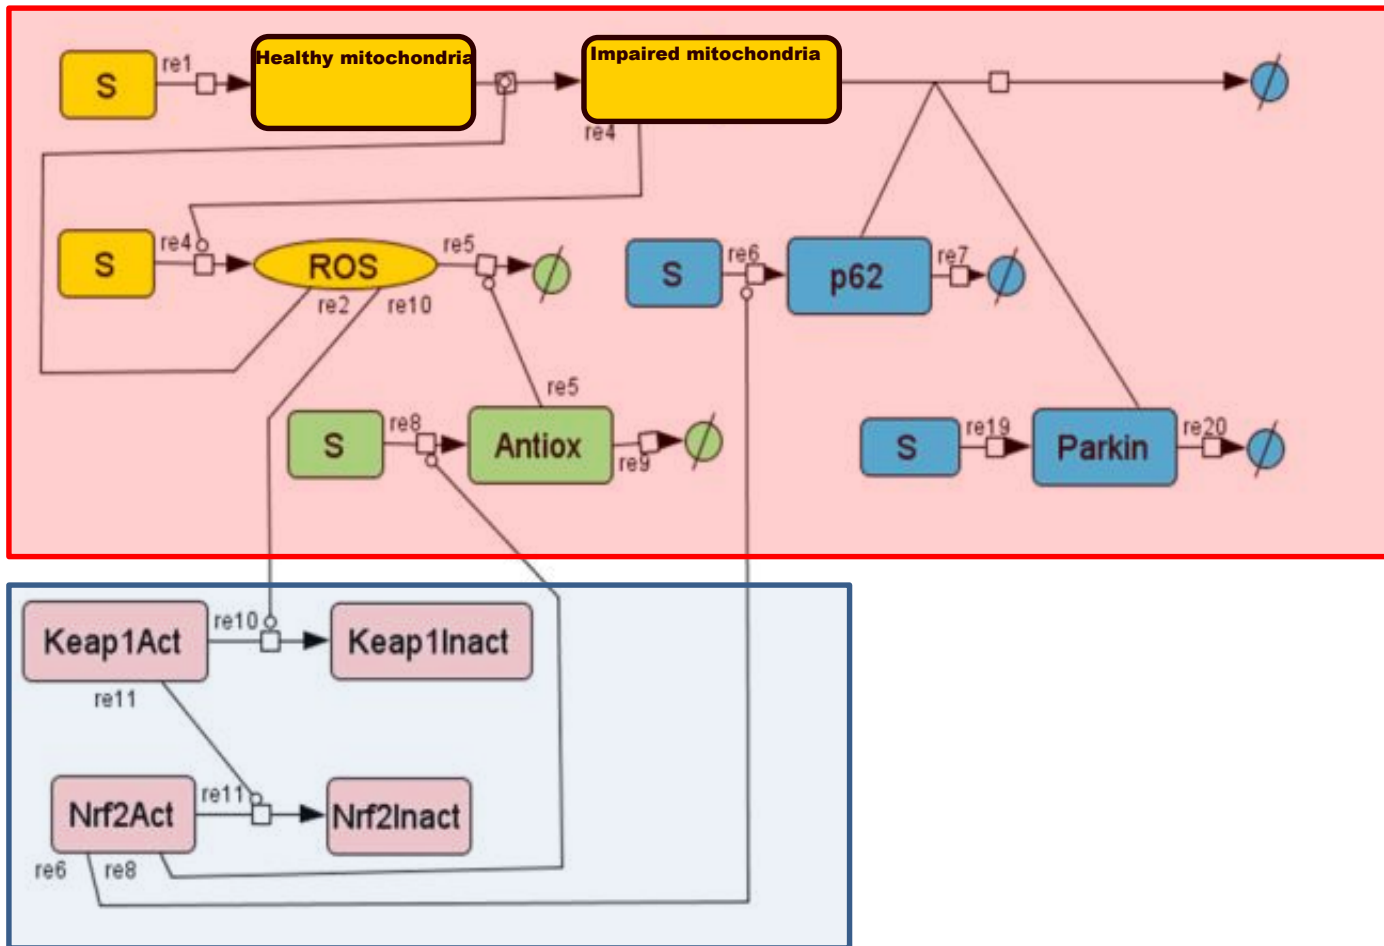 re1
S
Healthy mitochondria
Impaired mitochondria
re4
S
re4
ROS
re5
re2
re10
S
re6
p62
re7
re5
S
re8
Antiox
re9
S
re19
Parkin
re20
Keap1Act
re10
Keap1Inact
re11
Nrf2Act
re11
Nrf2Inact
re6
re8